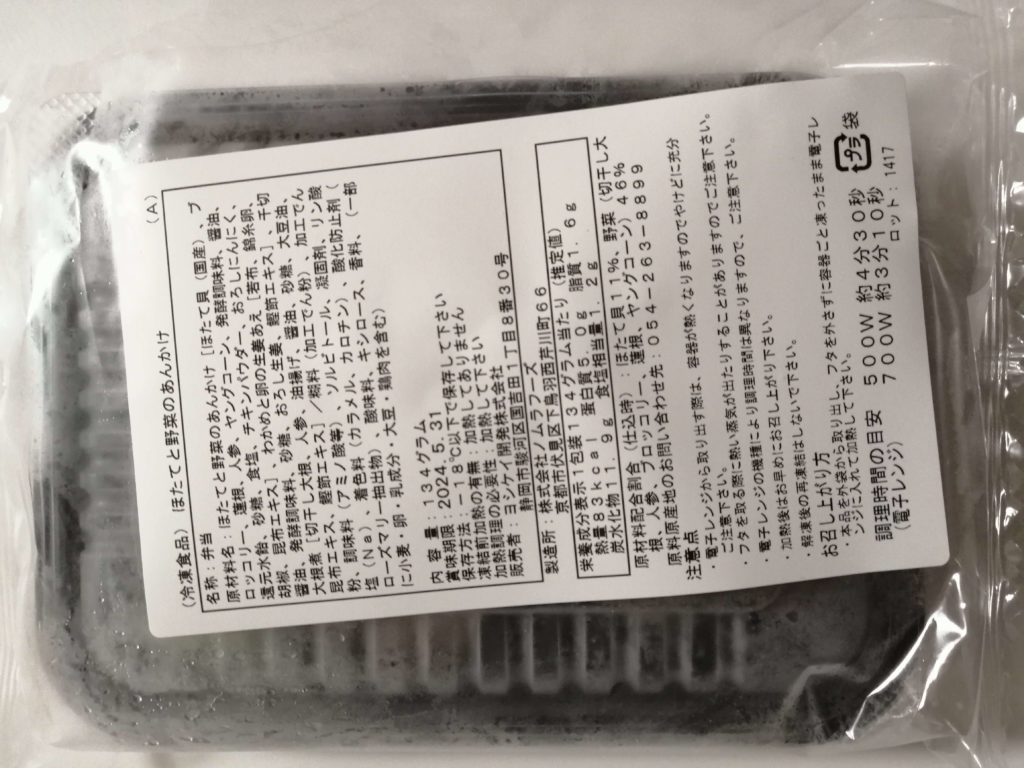 (冷凍食品) ほたてと野菜のあんかけ (A)
名称:弁当
原材料名:ほたてと野菜のあんかけ[ほたて貝(国産)、ブ
ロッコリー、蓮根、人参、ヤングコーン、発酵調味料、醤油、
還元水飴、砂糖、食塩、チキンパウダー、おろしにんにく、
胡椒、昆布エキス]、わかめと卵の生姜あえ[若布、錦糸卵、
醤油、発酵調味料、砂糖、おろし生姜、鰹節エキス]、切干
大根煮[切干し大根、人参、油揚げ、醤油、砂糖、大豆油、
昆布エキス、鰹節エキス]/糊料(加工でん粉)、加工でん
粉、調味料(アミノ酸等)、ソルビトール、凝固剤、リン酸
塩(Na)、着色料(カラメル、カロチン)、酸化防止剤(
ローズマリー抽出物)、酸味料、キシロース、香料、(一部
に小麦・卵・乳成分・大豆・鶏肉を含む)
内容量:134グラム
賞味期限:2024.5.31
保存方法:-18℃以下で保存して下さい
凍結前加熱の有無:加熱してありません
加熱調理の必要性:加熱して下さい
販売者:ヨシケイ開発株式会社
静岡市駿河区国吉田1丁目8番30号
製造所:株式会社ノムラフーズ
京都市伏見区下鳥羽西芹川町66
栄養成分表示1包装134グラム当たり(推定値)
熱量83kcal 蛋白質5.0g 脂質1.6g
炭水化物11.9g 食塩相当量1.2g
原材料配合割合(仕込時):ほたて貝11%、野菜(切干し大
根、人参、ブロッコリー、蓮根、ヤングコーン)46%
原料原産地のお問い合わせ先:054-263-8899
注意点
・電子レンジから取り出す際は、容器が熱くなりますのでやけどに充分
ご注意下さい。
・フタを取る際に熱い蒸気が出たりすることがありますのでご注意下さい。
・電子レンジの機種により調理時間は異なりますので、ご注意下さい。
・加熱後はお早めにお召し上がり下さい。
・解凍後の再凍結はしないで下さい。
お召し上がり方
・本品を外袋から取り出し、フタを外さずに容器ごと凍ったまま電子レ
ンジに入れて加熱して下さい。
調理時間の目安 500W 約4分30秒
(電子レンジ) 700W 約3分10秒
プラ 袋
ロット:1417